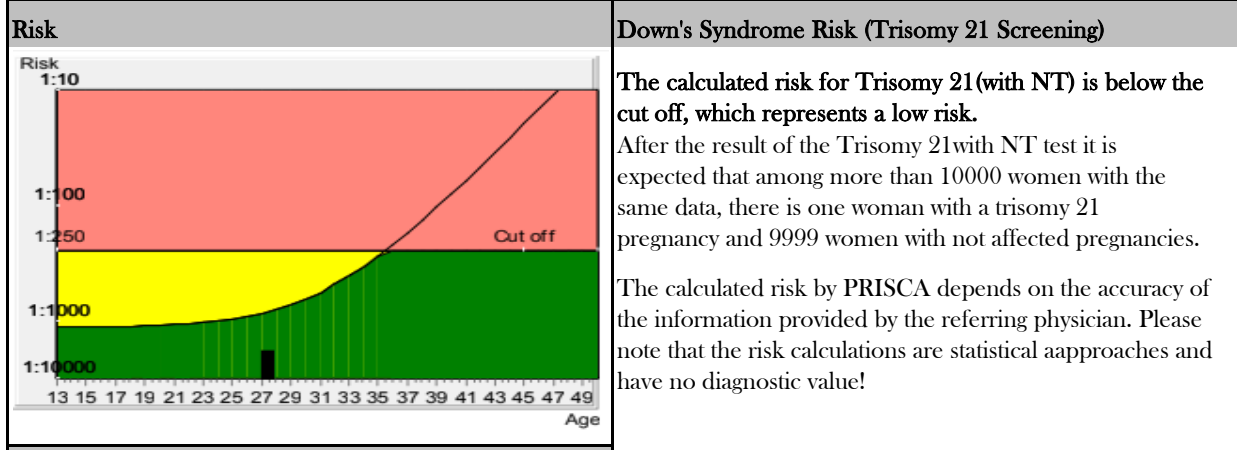 Risk
Risk
1:10
1:100
1:250
Cut off
1:1000
1:10000
13 15 17 19 21 23 25 27 29 31 33 35 37 39 41 43 45 47 49
Age
Down's Syndrome Risk (Trisomy 21 Screening)
The calculated risk for Trisomy 21(with NT) is below the
cut off, which represents a low risk.
After the result of the Trisomy 21with NT test it is
expected that among more than 10000 women with the
same data, there is one woman with a trisomy 21
pregnancy and 9999 women with not affected pregnancies.
The calculated risk by PRISCA depends on the accuracy of
the information provided by the referring physician. Please
note that the risk calculations are statistical aapproaches and
have no diagnostic value!